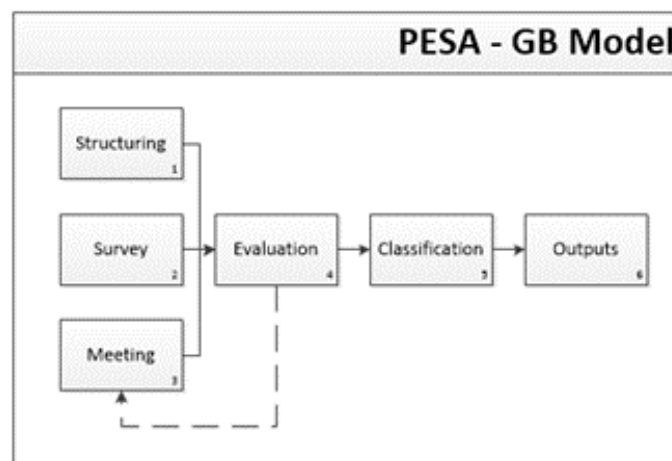 PESA - GB Model
Structuring
1
Survey
2
Evaluation
4
Classification
5
Outputs
6
Meeting
3